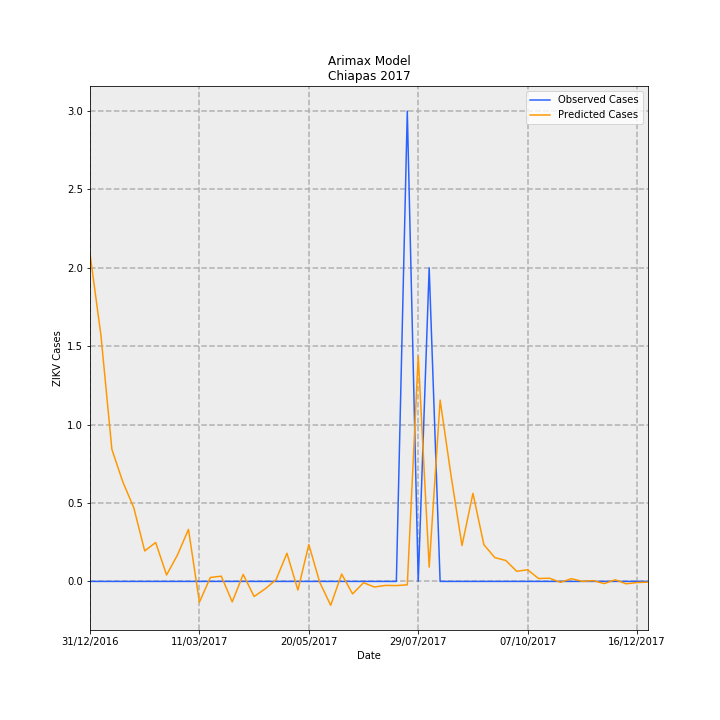 Arimax Model
Chiapas 2017
Observed Cases
Predicted Cases
3.0
2.5
2.0
1.5
1.0
0.5
0.0
ZIKV Cases
31/12/2016
11/03/2017
20/05/2017
29/07/2017
07/10/2017
16/12/2017
Date